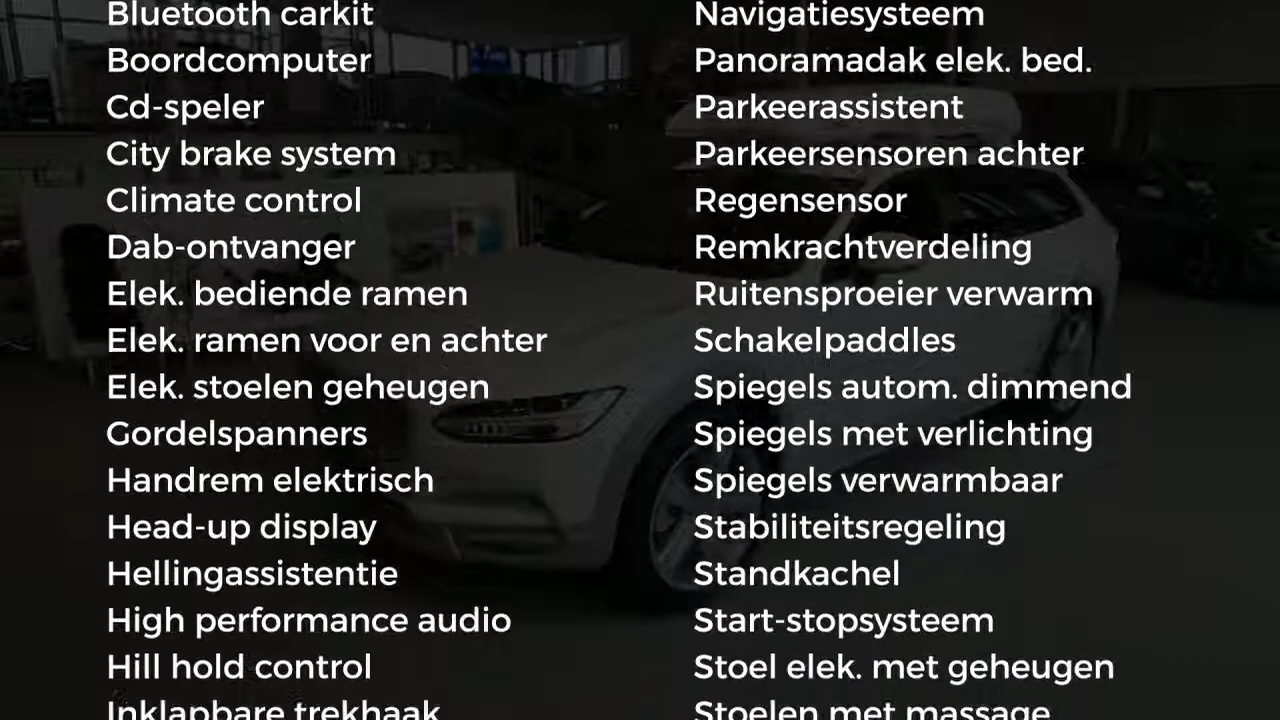 Bluetooth carkit
Boordcomputer
Cd-speler
City brake system
Climate control
Dab-ontvanger
Elek. bediende ramen
Elek. ramen voor en achter
Elek. stoelen geheugen
Gordelspanners
Handrem elektrisch
Head-up display
Hellingassistentie
High performance audio
Hill hold control
Inklapbare trekhaak
Navigatiesysteem
Panoramadak elek. bed.
Parkeerassistent
Parkeersensoren achter
Regensensor
Remkrachtverdeling
Ruitensproeier verwarm
Schakelpaddles
Spiegels autom. dimmend
Spiegels met verlichting
Spiegels verwarmbaar
Stabiliteitsregeling
Standkachel
Start-stopsysteem
Stoel elek. met geheugen
Stoelen met massage